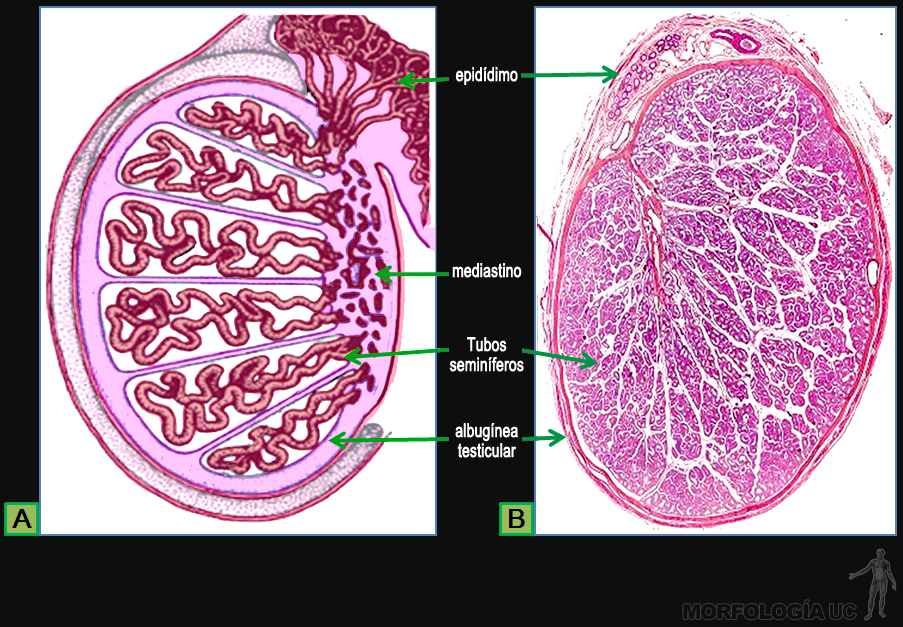 epidídimo
mediastino
Tubos
seminíferos
albugínea
testicular
A
B
MORFOLOGÍA UC